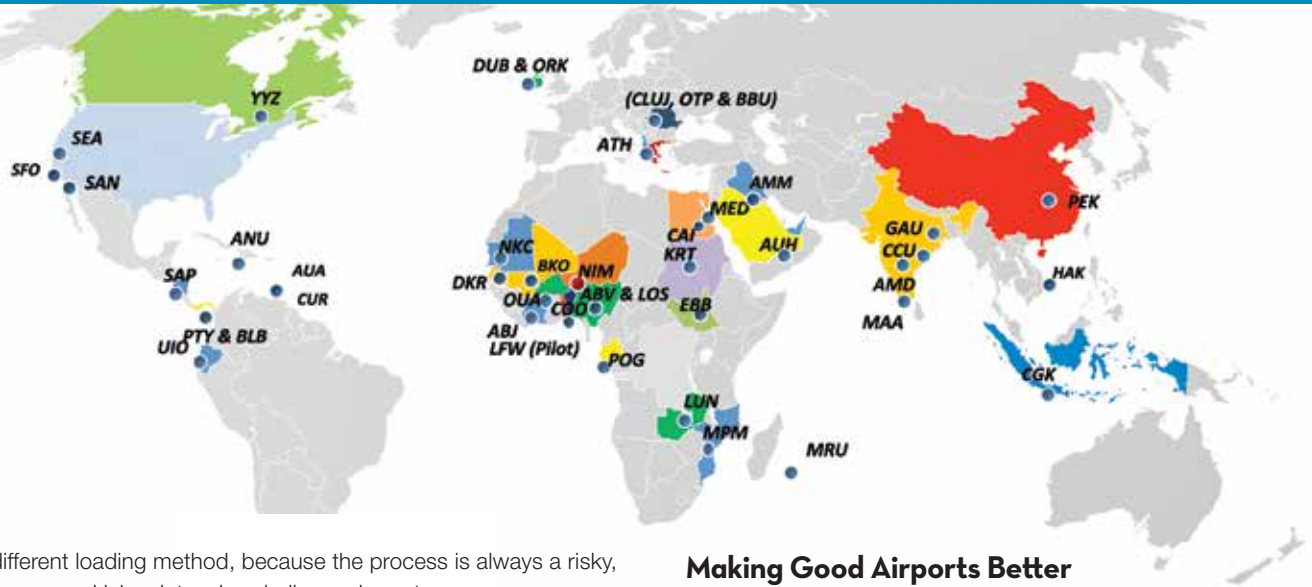 YYZ
SEA
SFO
SAN
ANU
SAP
AUA
CUR
PTY & BLB
UIO
DUB & ORK
(CLUJ, OTP & BBU)
ATH
AMM
MED
CAI
AUH
KRT
NKC
BKO
NIM
DKR
OUA
ABV & LOS
COO
EBB
ABJ
LFW (Pilot)
POG
LUN
MPM
MRU
PEK
GAU
CCU
HAK
AMD
MAA
CGK
different loading method, because the process is always a risky,
Making Good Airports Better